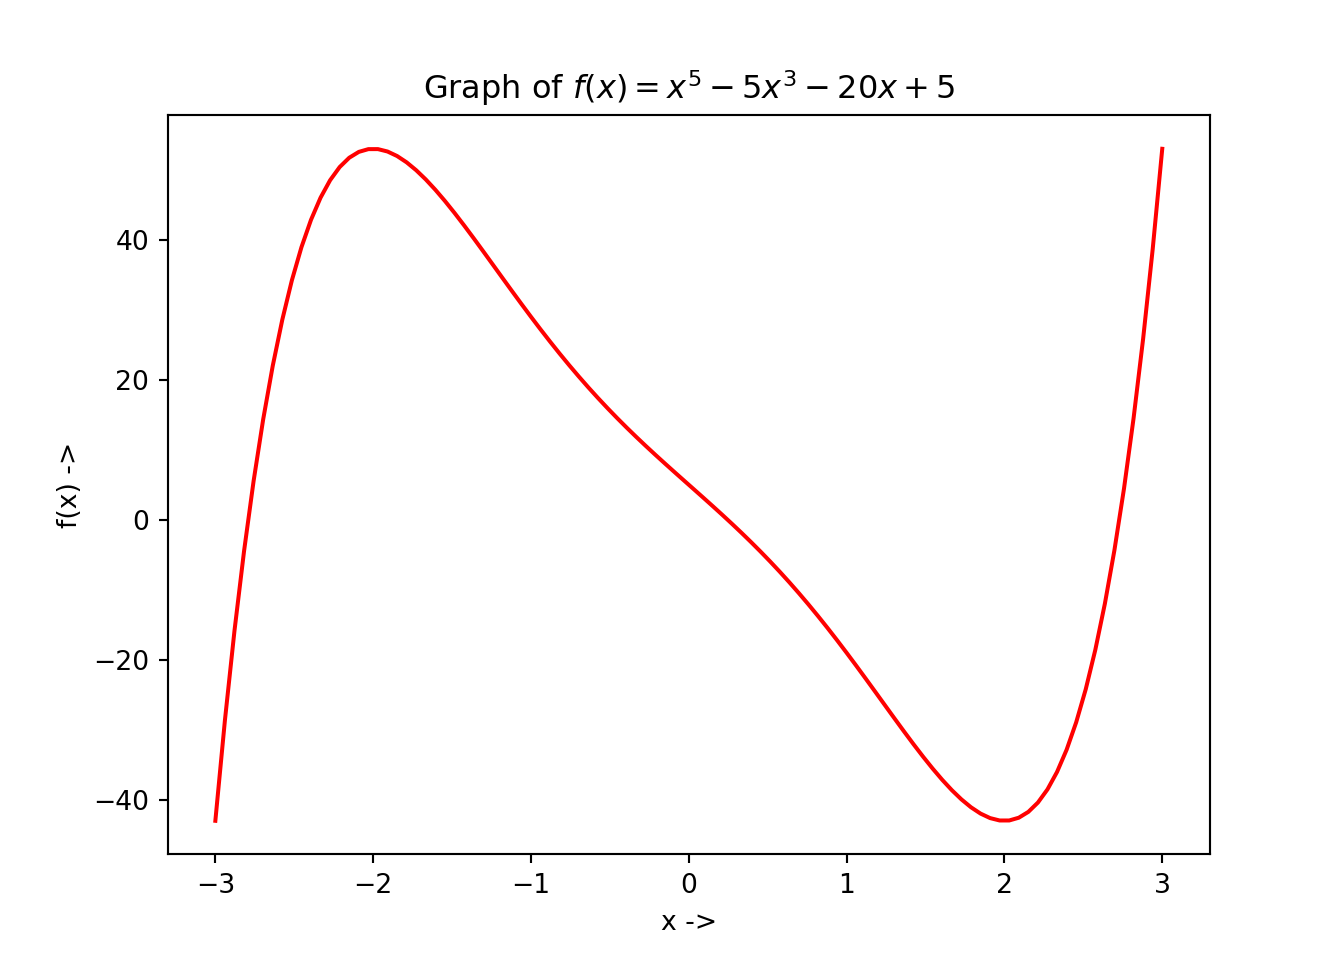 Graph of f(x) = x⁵ − 5x³ − 20x + 5
f(x) ->
40
20
0
−20
−40
−3 −2 −1 0 1 2 3
x ->